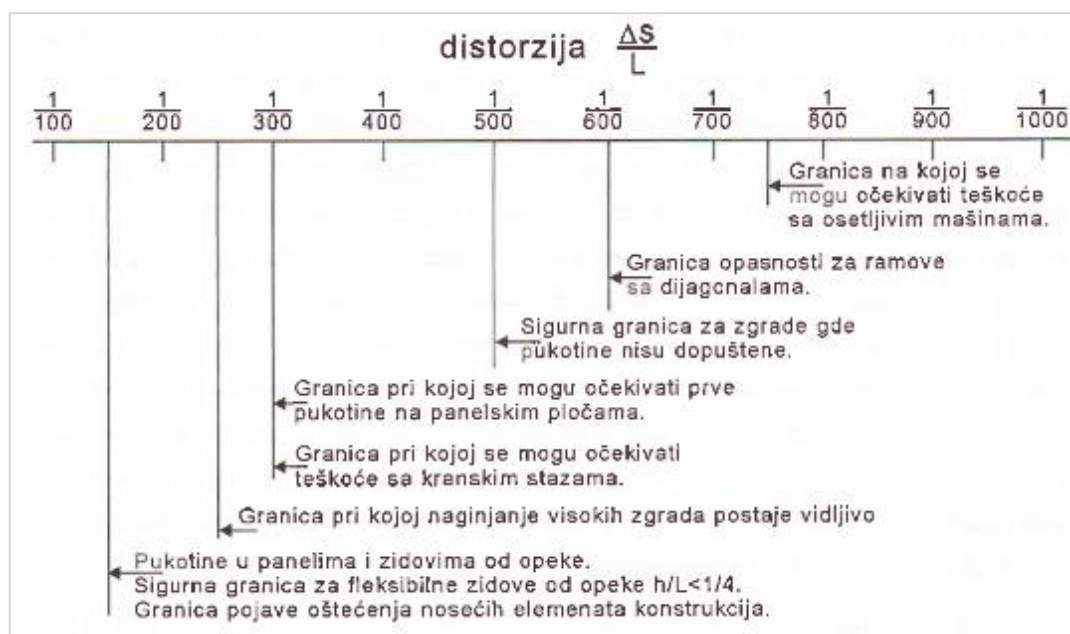 distorzija ΔS/L
1/100 1/200 1/300 1/400 1/500 1/600 1/700 1/800 1/900 1/1000
Granica na kojoj se
mogu očekivati teškoće
sa osetljivim mašinama.
Granica opasnosti za ramove
sa dijagonalama.
Sigurna granica za zgrade gde
pukotine nisu dopuštene.
Granica pri kojoj se mogu očekivati prve
pukotine na panelskim pločama.
Granica pri kojoj se mogu očekivati
teškoće sa kranskim stazama.
Granica pri kojoj naginjanje visokih zgrada postaje vidljivo
Pukotine u panelima i zidovima od opeke.
Sigurna granica za fleksibilne zidove od opeke h/L<1/4.
Granica pojave oštećenja nosećih elemenata konstrukcija.